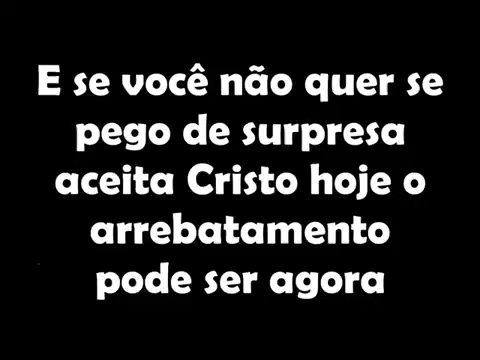 E se você não quer se
pego de surpresa
aceita Cristo hoje o
arrebatamento
pode ser agora